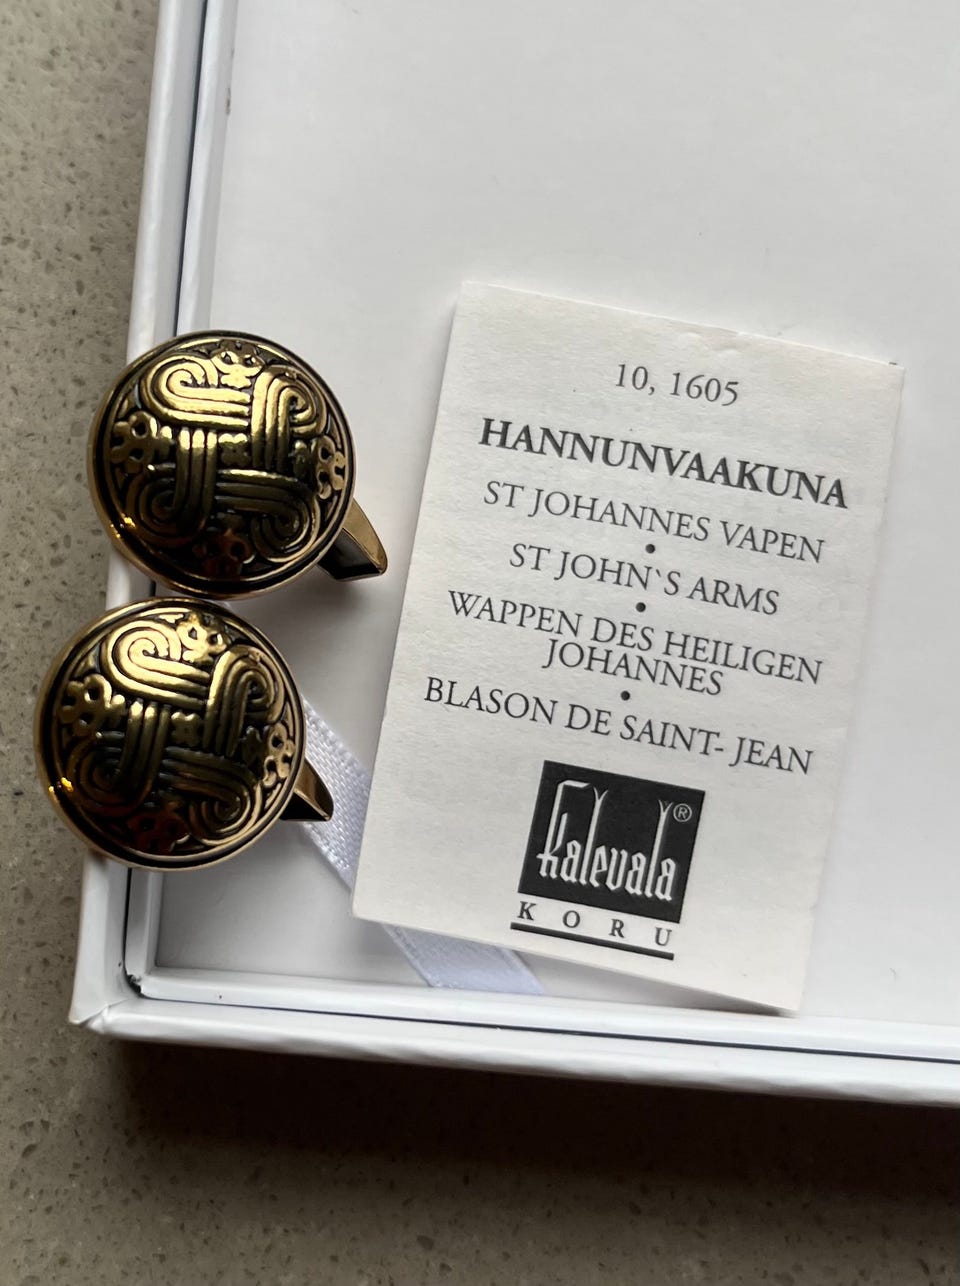 10, 1605
HANNUNVAAKUNA
ST JOHANNES VAPEN
•
ST JOHN`S ARMS
•
WAPPEN DES HEILIGEN
JOHANNES
•
BLASON DE SAINT- JEAN
Kalevala ®
KORU